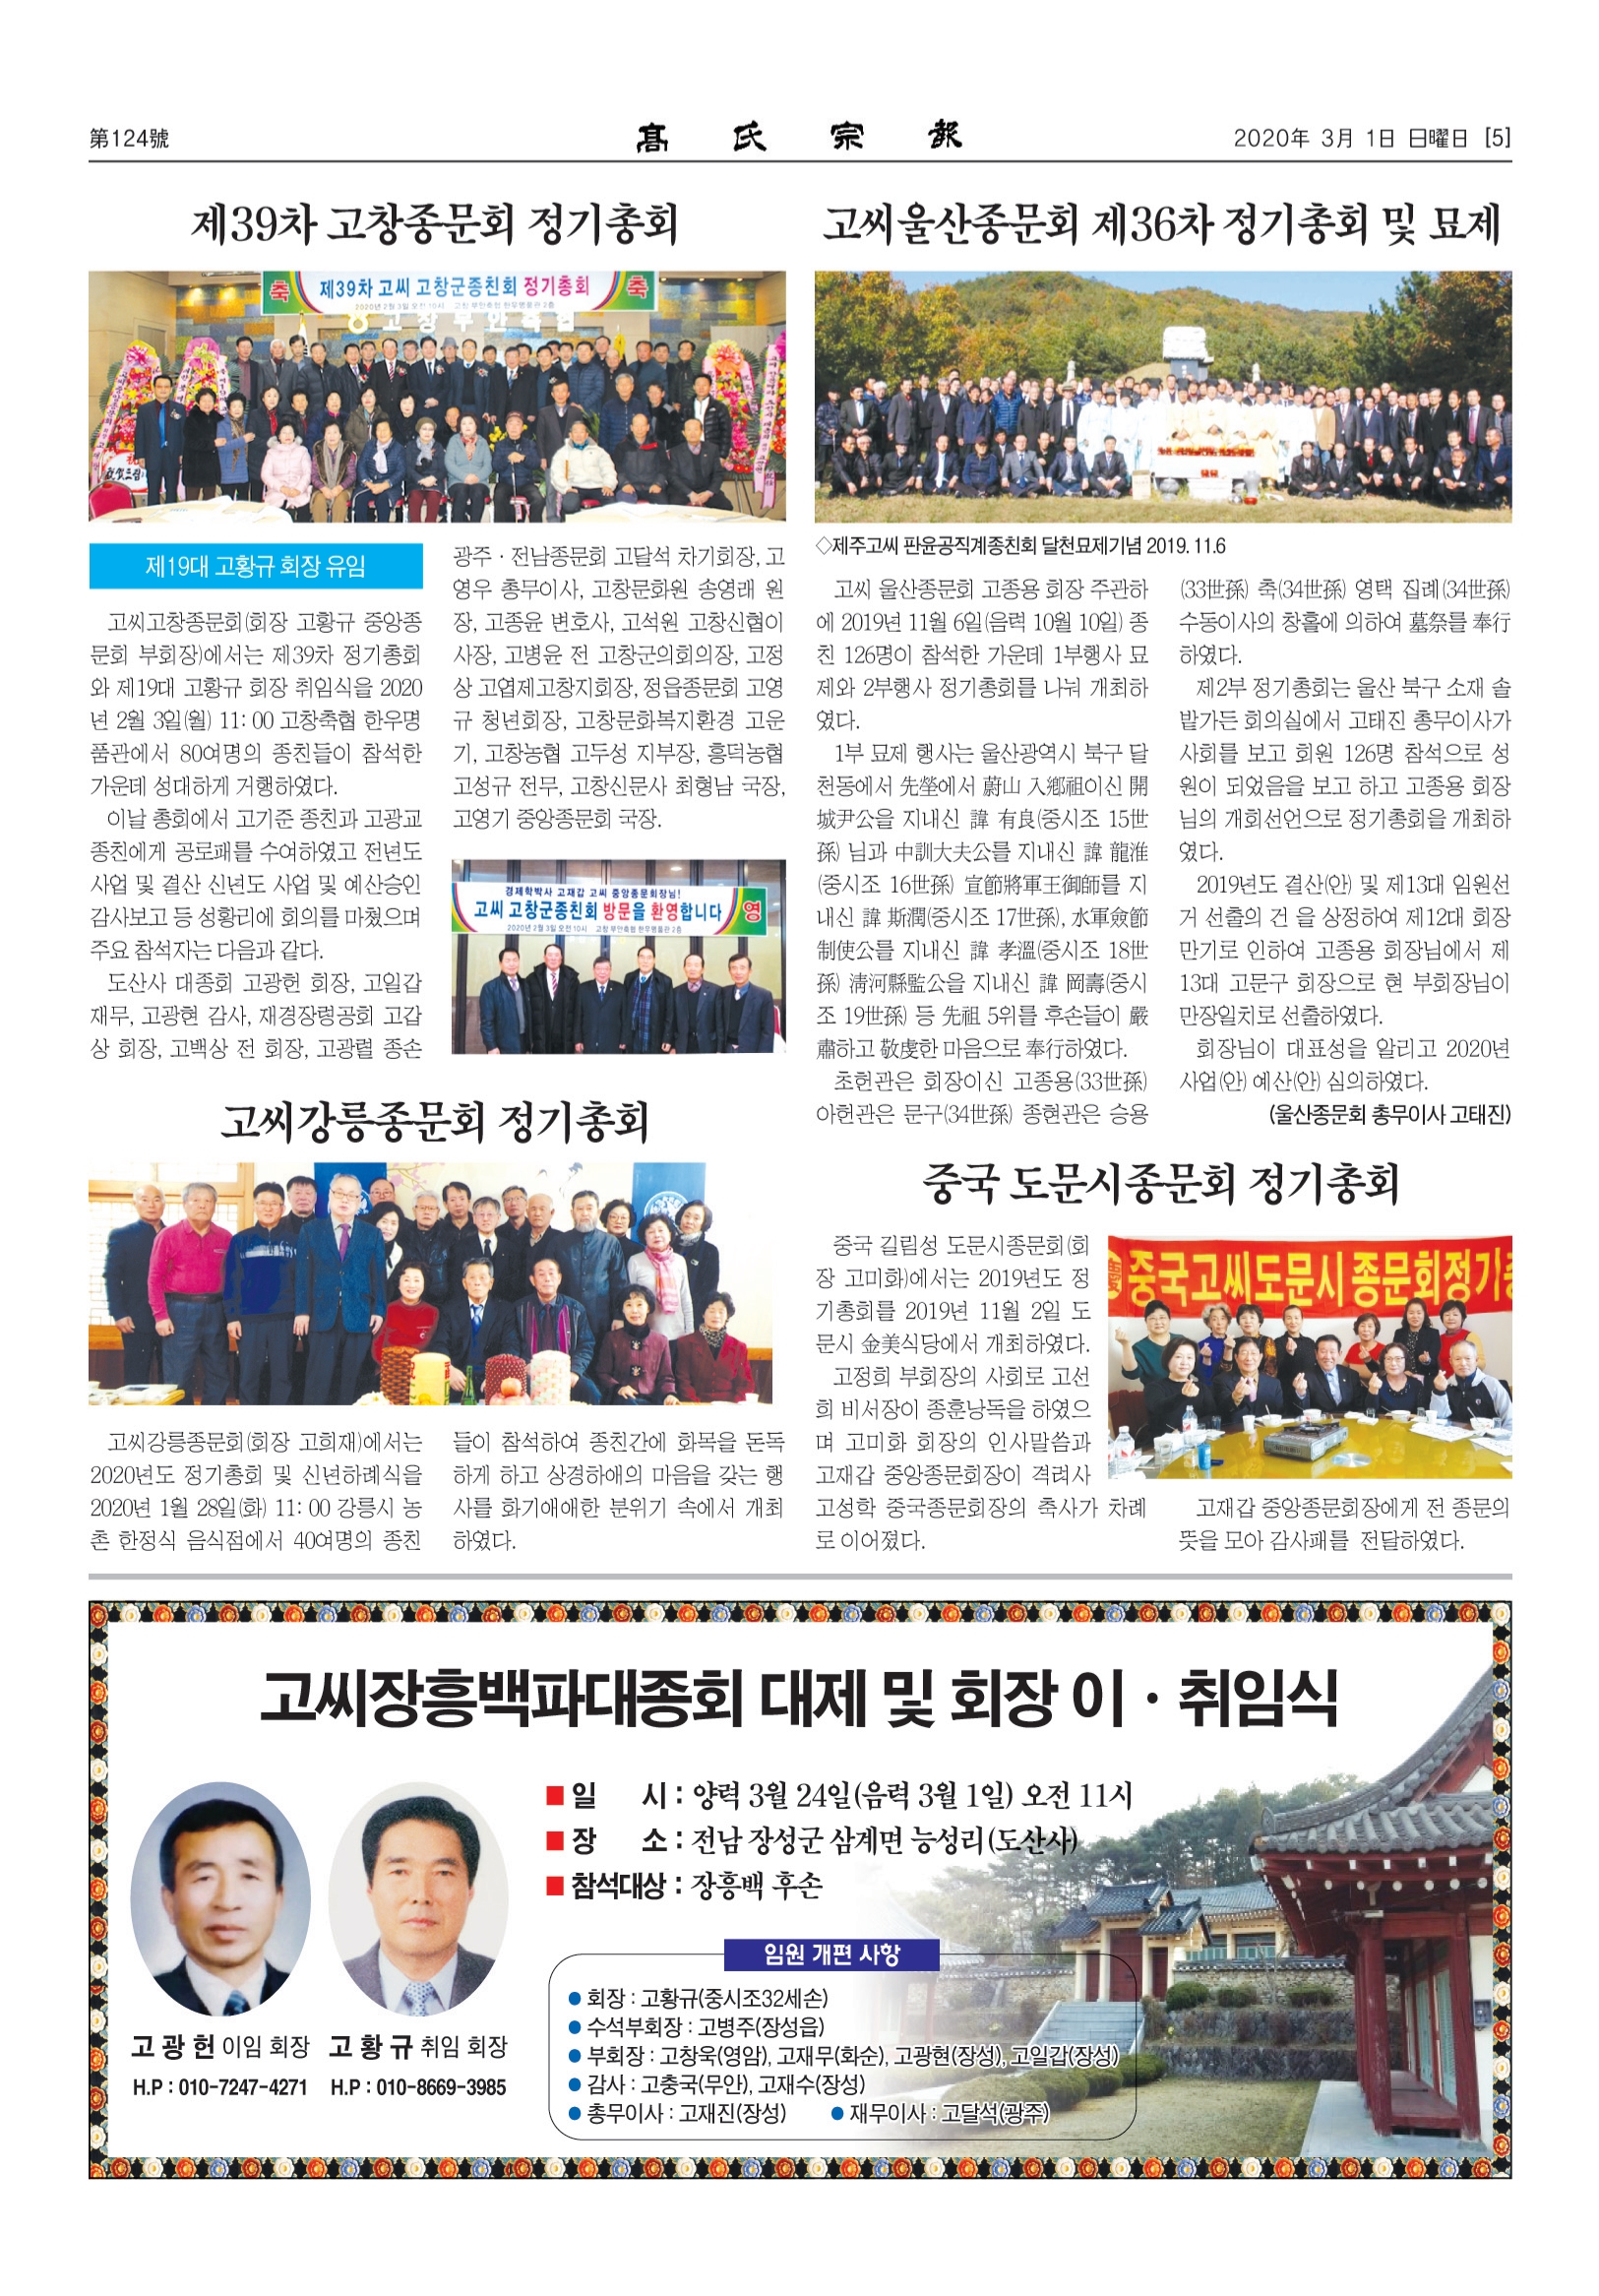 第124號
髙氏宗報
2020年 3月 1日 日曜日 [5]
제39차 고창종문회 정기총회
축 제39차 고씨 고창군종친회 정기총회 축
2020년 2월 3일 오전 10시 고창 부안축협 한우명품관 2층
고창부안축협
제19대 고황규 회장 유임
고씨고창종문회(회장 고황규 중앙종
문회 부회장)에서는 제39차 정기총회
와 제19대 고황규 회장 취임식을 2020
년 2월 3일(월) 11: 00 고창축협 한우명
품관에서 80여명의 종친들이 참석한
가운데 성대하게 거행하였다.
이날 총회에서 고기준 종친과 고광교
종친에게 공로패를 수여하였고 전년도
사업 및 결산 신년도 사업 및 예산승인
감사보고 등 성황리에 회의를 마쳤으며
주요 참석자는 다음과 같다.
도산사 대종회 고광헌 회장, 고일갑
재무, 고광현 감사, 재경장령공회 고갑
상 회장, 고백상 전 회장, 고광렬 종손
광주 · 전남종문회 고달석 차기회장, 고
영우 총무이사, 고창문화원 송영래 원
장, 고종윤 변호사, 고석원 고창신협이
사장, 고병윤 전 고창군의회의장, 고정
상 고엽제고창지회장, 정읍종문회 고영
규 청년회장, 고창문화복지환경 고운
기, 고창농협 고두성 지부장, 흥덕농협
고성규 전무, 고창신문사 최형남 국장,
고영기 중앙종문회 국장.
경제학박사 고재갑 고씨 중앙종문회장님!
고씨 고창군종친회 방문을 환영합니다 영
2020년 2월 3일 오전 10시 고창 부안축협 한우명품관 2층
고씨강릉종문회 정기총회
고씨강릉종문회(회장 고희재)에서는
2020년도 정기총회 및 신년하례식을
2020년 1월 28일(화) 11: 00 강릉시 농
촌 한정식 음식점에서 40여명의 종친
들이 참석하여 종친간에 화목을 돈독
하게 하고 상경하애의 마음을 갖는 행
사를 화기애애한 분위기 속에서 개최
하였다.
고씨울산종문회 제36차 정기총회 및 묘제
◇제주고씨 판윤공직계종친회 달천묘제기념 2019. 11.6
고씨 울산종문회 고종용 회장 주관하
에 2019년 11월 6일(음력 10월 10일) 종
친 126명이 참석한 가운데 1부행사 묘
제와 2부행사 정기총회를 나눠 개최하
였다.
1부 묘제 행사는 울산광역시 북구 달
천동에서 先塋에서 蔚山 入鄕祖이신 開
城尹公을 지내신 諱 有良(중시조 15世
孫) 님과 中訓大夫公를 지내신 諱 龍淮
(중시조 16世孫) 宣節將軍王御師를 지
내신 諱 斯潤(중시조 17世孫), 水軍僉節
制使公를 지내신 諱 孝溫(중시조 18世
孫) 淸河縣監公을 지내신 諱 岡壽(중시
조 19世孫) 등 先祖 5위를 후손들이 嚴
肅하고 敬虔한 마음으로 奉行하였다.
초헌관은 회장이신 고종용(33世孫)
아헌관은 문구(34世孫) 종현관은 승용
(33世孫) 축(34世孫) 영택 집례(34世孫)
수동이사의 창홀에 의하여 墓祭를 奉行
하였다.
제2부 정기총회는 울산 북구 소재 솔
밭가든 회의실에서 고태진 총무이사가
사회를 보고 회원 126명 참석으로 성
원이 되었음을 보고 하고 고종용 회장
님의 개회선언으로 정기총회을 개최하
였다.
2019년도 결산(안) 및 제13대 임원선
거 선출의 건 을 상정하여 제12대 회장
만기로 인하여 고종용 회장님에서 제
13대 고문구 회장으로 현 부회장님이
만장일치로 선출하였다.
회장님이 대표성을 알리고 2020년
사업(안) 예산(안) 심의하였다.
(울산종문회 총무이사 고태진)
중국 도문시종문회 정기총회
중국 길림성 도문시종문회(회
장 고미화)에서는 2019년도 정
기총회를 2019년 11월 2일 도
문시 金美식당에서 개최하였다.
고정희 부회장의 사회로 고선
희 비서장이 종훈낭독을 하였으
며 고미화 회장의 인사말씀과
고재갑 중앙종문회장이 격려사
고성학 중국종문회장의 축사가 차례
로 이어졌다.
중국고씨도문시종문회정기총
고재갑 중앙종문회장에게 전 종문의
뜻을 모아 감사패를 전달하였다.
고씨장흥백파대종회 대제 및 회장 이 · 취임식
■ 일 시 : 양력 3월 24일(음력 3월 1일) 오전 11시
■ 장 소 : 전남 장성군 삼계면 능성리(도산사)
■ 참석대상 : 장흥백 후손
고 광 헌 이임 회장
H.P : 010-7247-4271
고 황 규 취임 회장
H.P : 010-8669-3985
임원 개편 사항
● 회장 : 고황규(중시조32세손)
● 수석부회장 : 고병주(장성읍)
● 부회장 : 고창욱(영암), 고재무(화순), 고광현(장성), 고일갑(장성)
● 감사 : 고충국(무안), 고재수(장성)
● 총무이사 : 고재진(장성) ● 재무이사 : 고달석(광주)